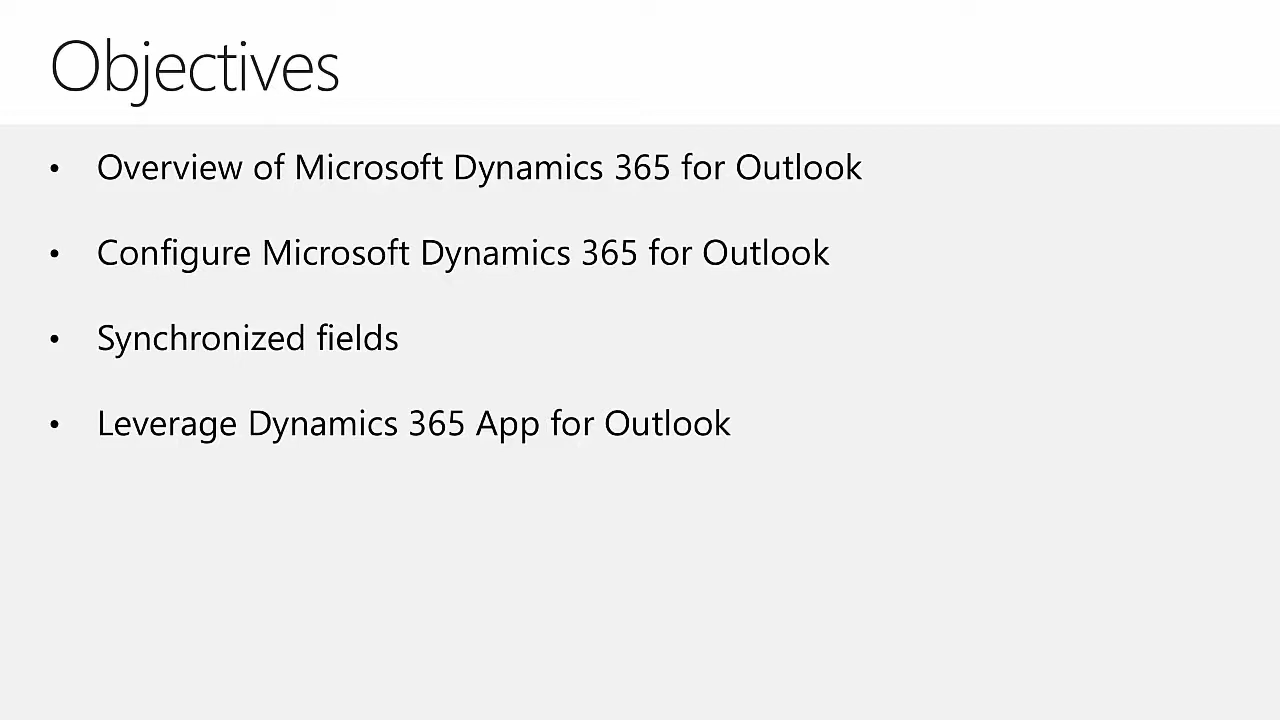 Objectives
• Overview of Microsoft Dynamics 365 for Outlook
• Configure Microsoft Dynamics 365 for Outlook
• Synchronized fields
• Leverage Dynamics 365 App for Outlook